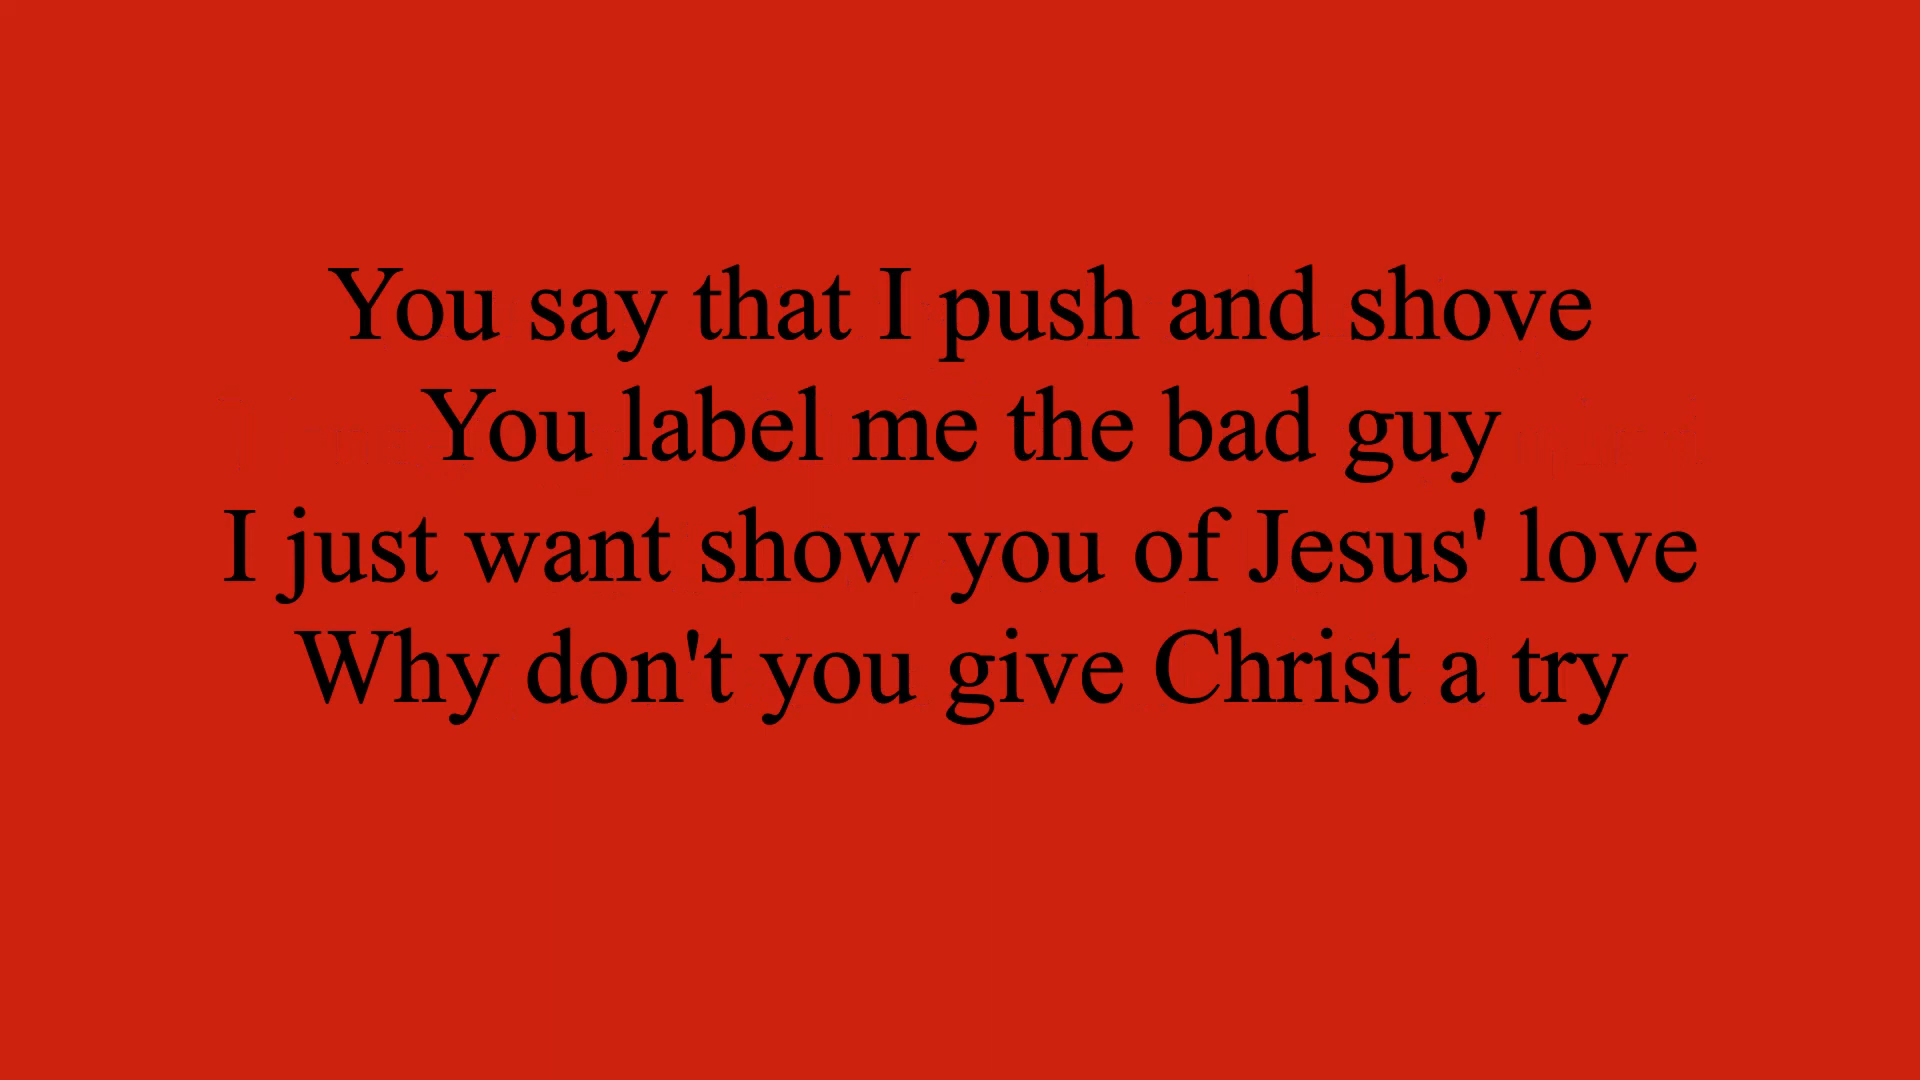 You say that I push and shove
You label me the bad guy
I just want show you of Jesus' love
Why don't you give Christ a try